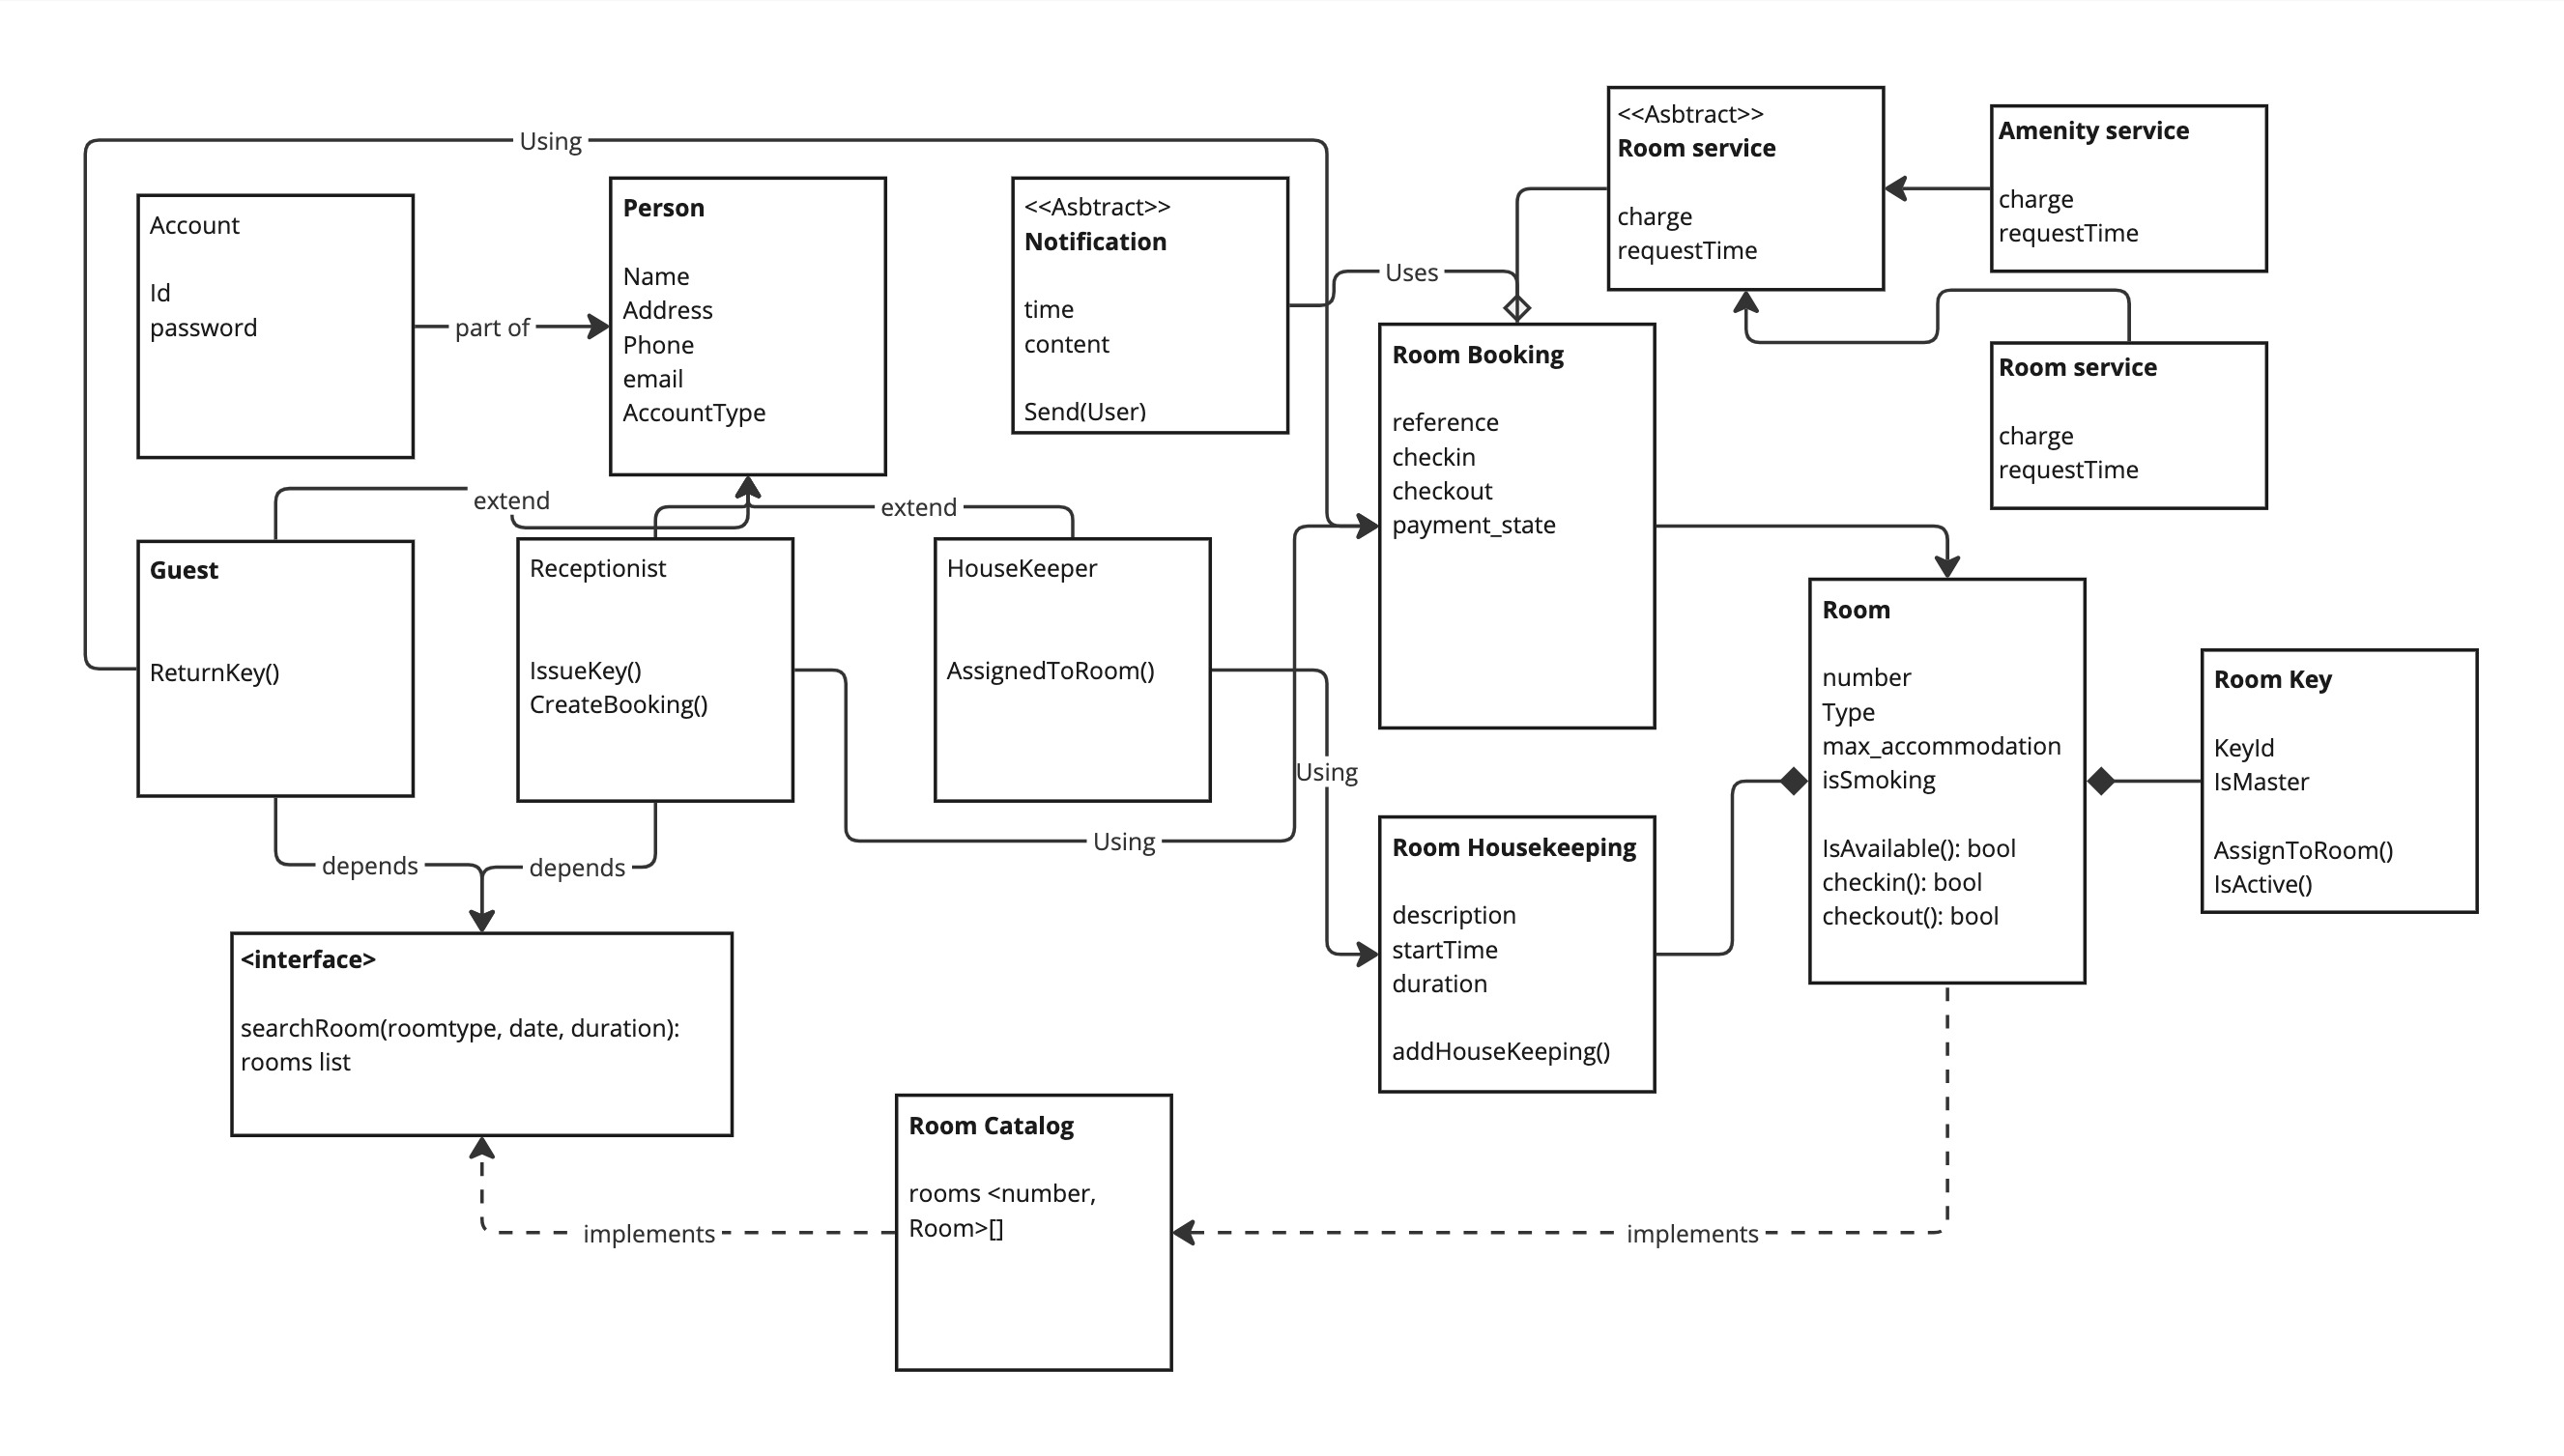 Using
Account
Id
password
part of
Person
Name
Address
Phone
email
AccountType
<<Asbtract>>
Notification
time
content
Send(User)
Uses
<<Asbtract>>
Room service
charge
requestTime
Amenity service
charge
requestTime
Room service
charge
requestTime
Room Booking
reference
checkin
checkout
payment_state
extend
extend
Guest
ReturnKey()
Receptionist
IssueKey()
CreateBooking()
HouseKeeper
AssignedToRoom()
Using
Using
depends
depends
Room
number
Type
max_accommodation
isSmoking
IsAvailable(): bool
checkin(): bool
checkout(): bool
Room Key
KeyId
IsMaster
AssignToRoom()
IsActive()
Room Housekeeping
description
startTime
duration
addHouseKeeping()
<interface>
searchRoom(roomtype, date, duration):
rooms list
Room Catalog
rooms <number,
Room>[]
implements
implements